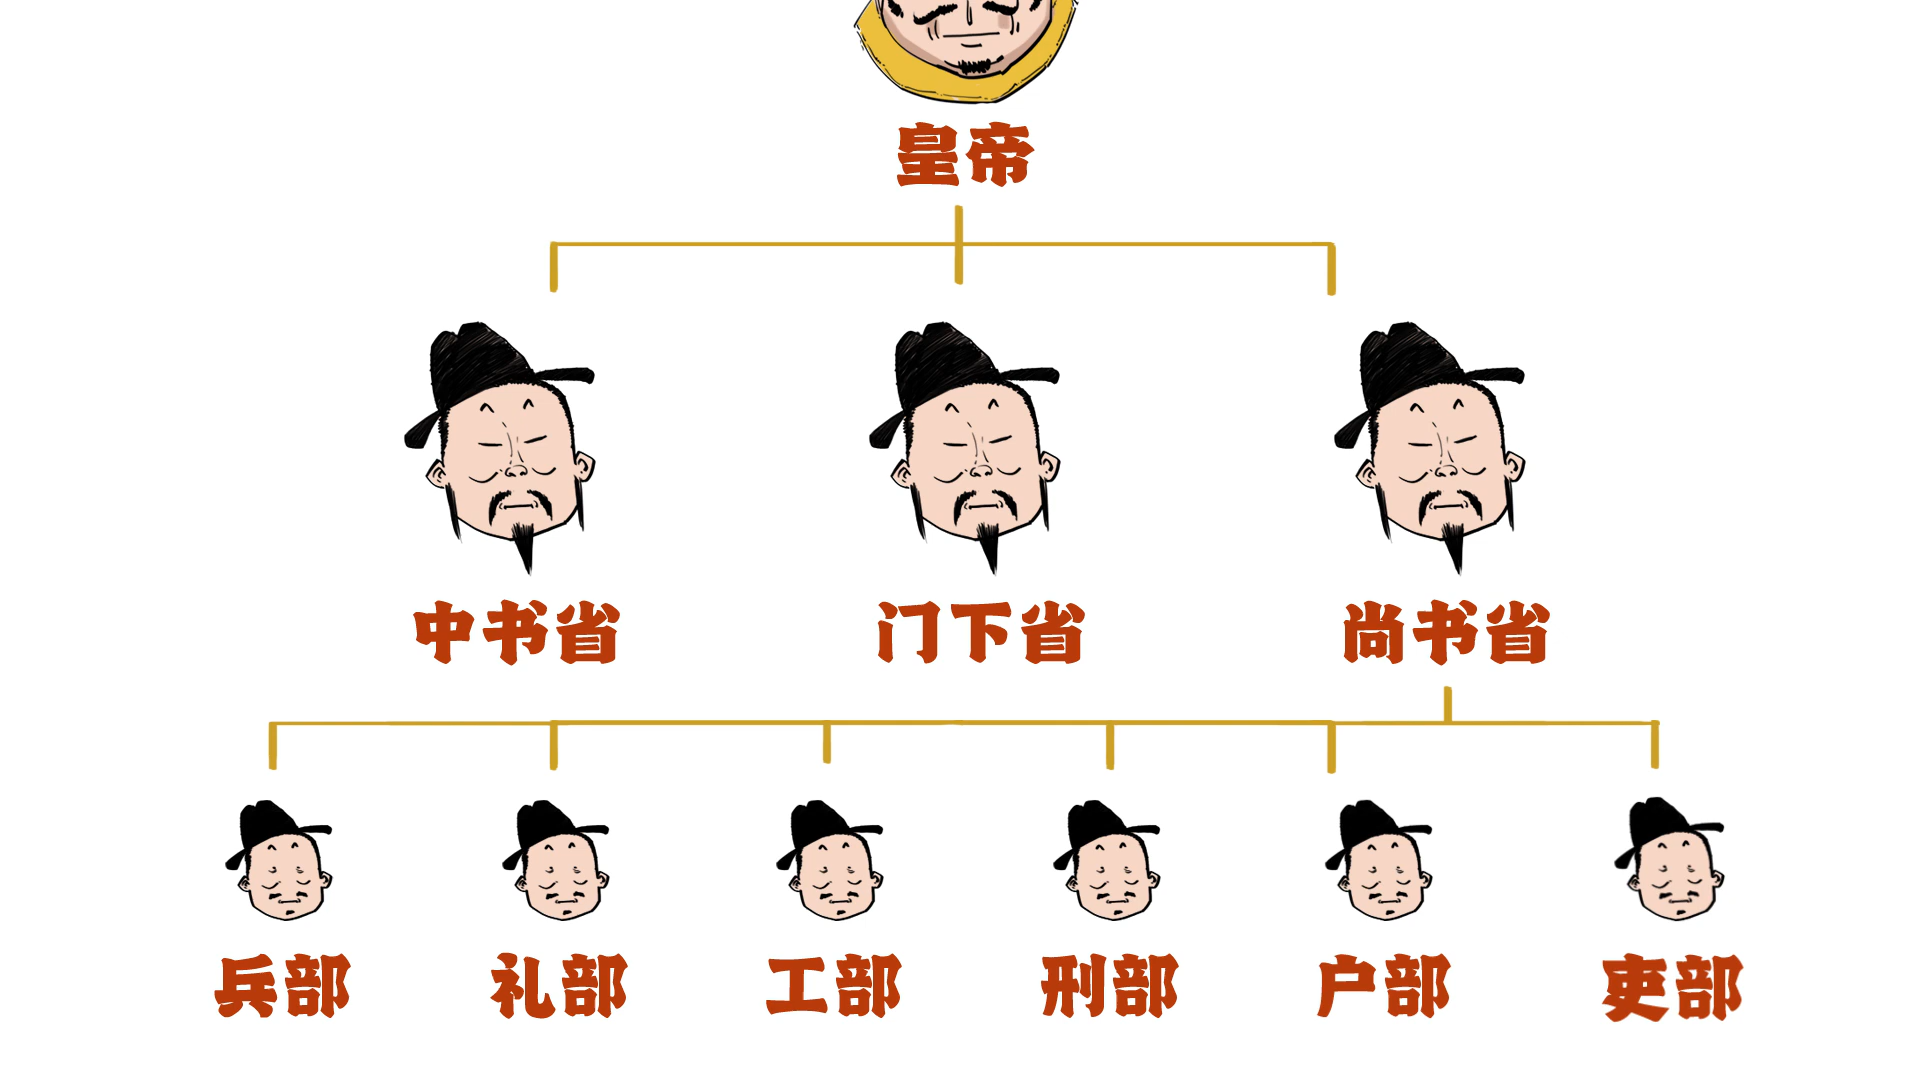 皇帝
中书省 门下省 尚书省
兵部 礼部 工部 刑部 户部 吏部